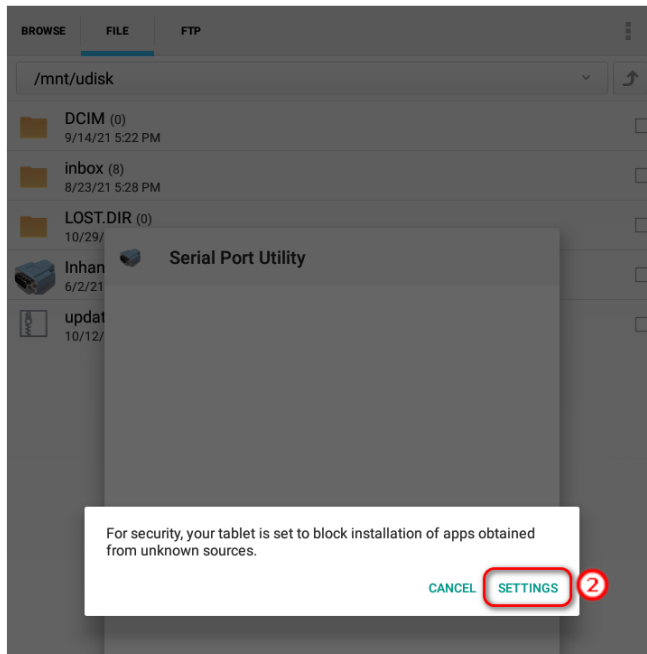 BROWSE FILE FTP
/mnt/udisk
DCIM (0)
9/14/21 5:22 PM
inbox (8)
8/23/21 5:28 PM
LOST.DIR (0)
10/29/
Serial Port Utility
Inhan
6/2/21
updat
10/12/
For security, your tablet is set to block installation of apps obtained
from unknown sources.
CANCEL SETTINGS 2